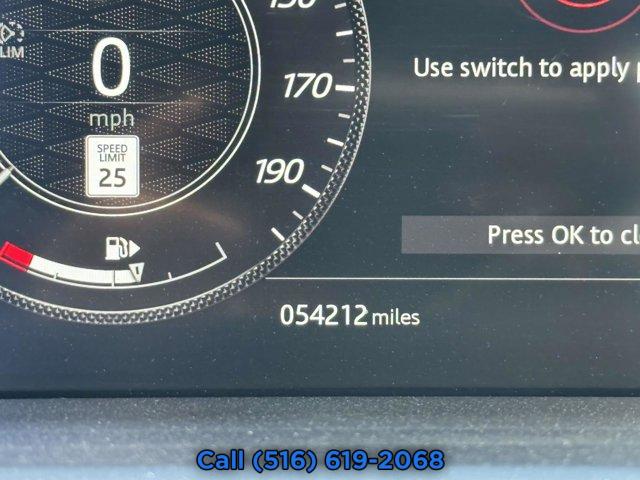 LIM
0
mph
SPEED
LIMIT
25
170
190
Use switch to apply
Press OK to
054212 miles
Call (516) 619-2068